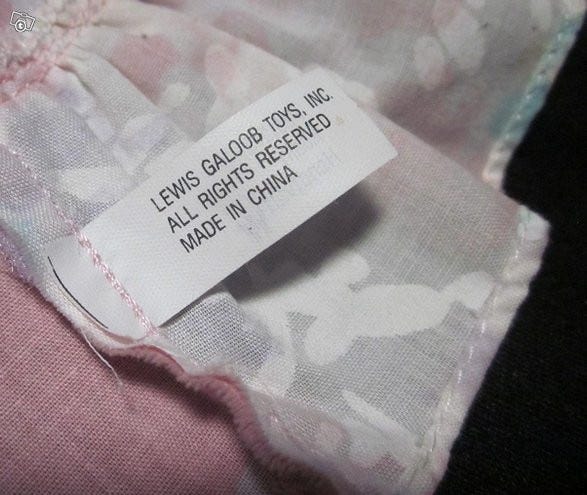 LEWIS GALOOB TOYS, INC.
ALL RIGHTS RESERVED
MADE IN CHINA